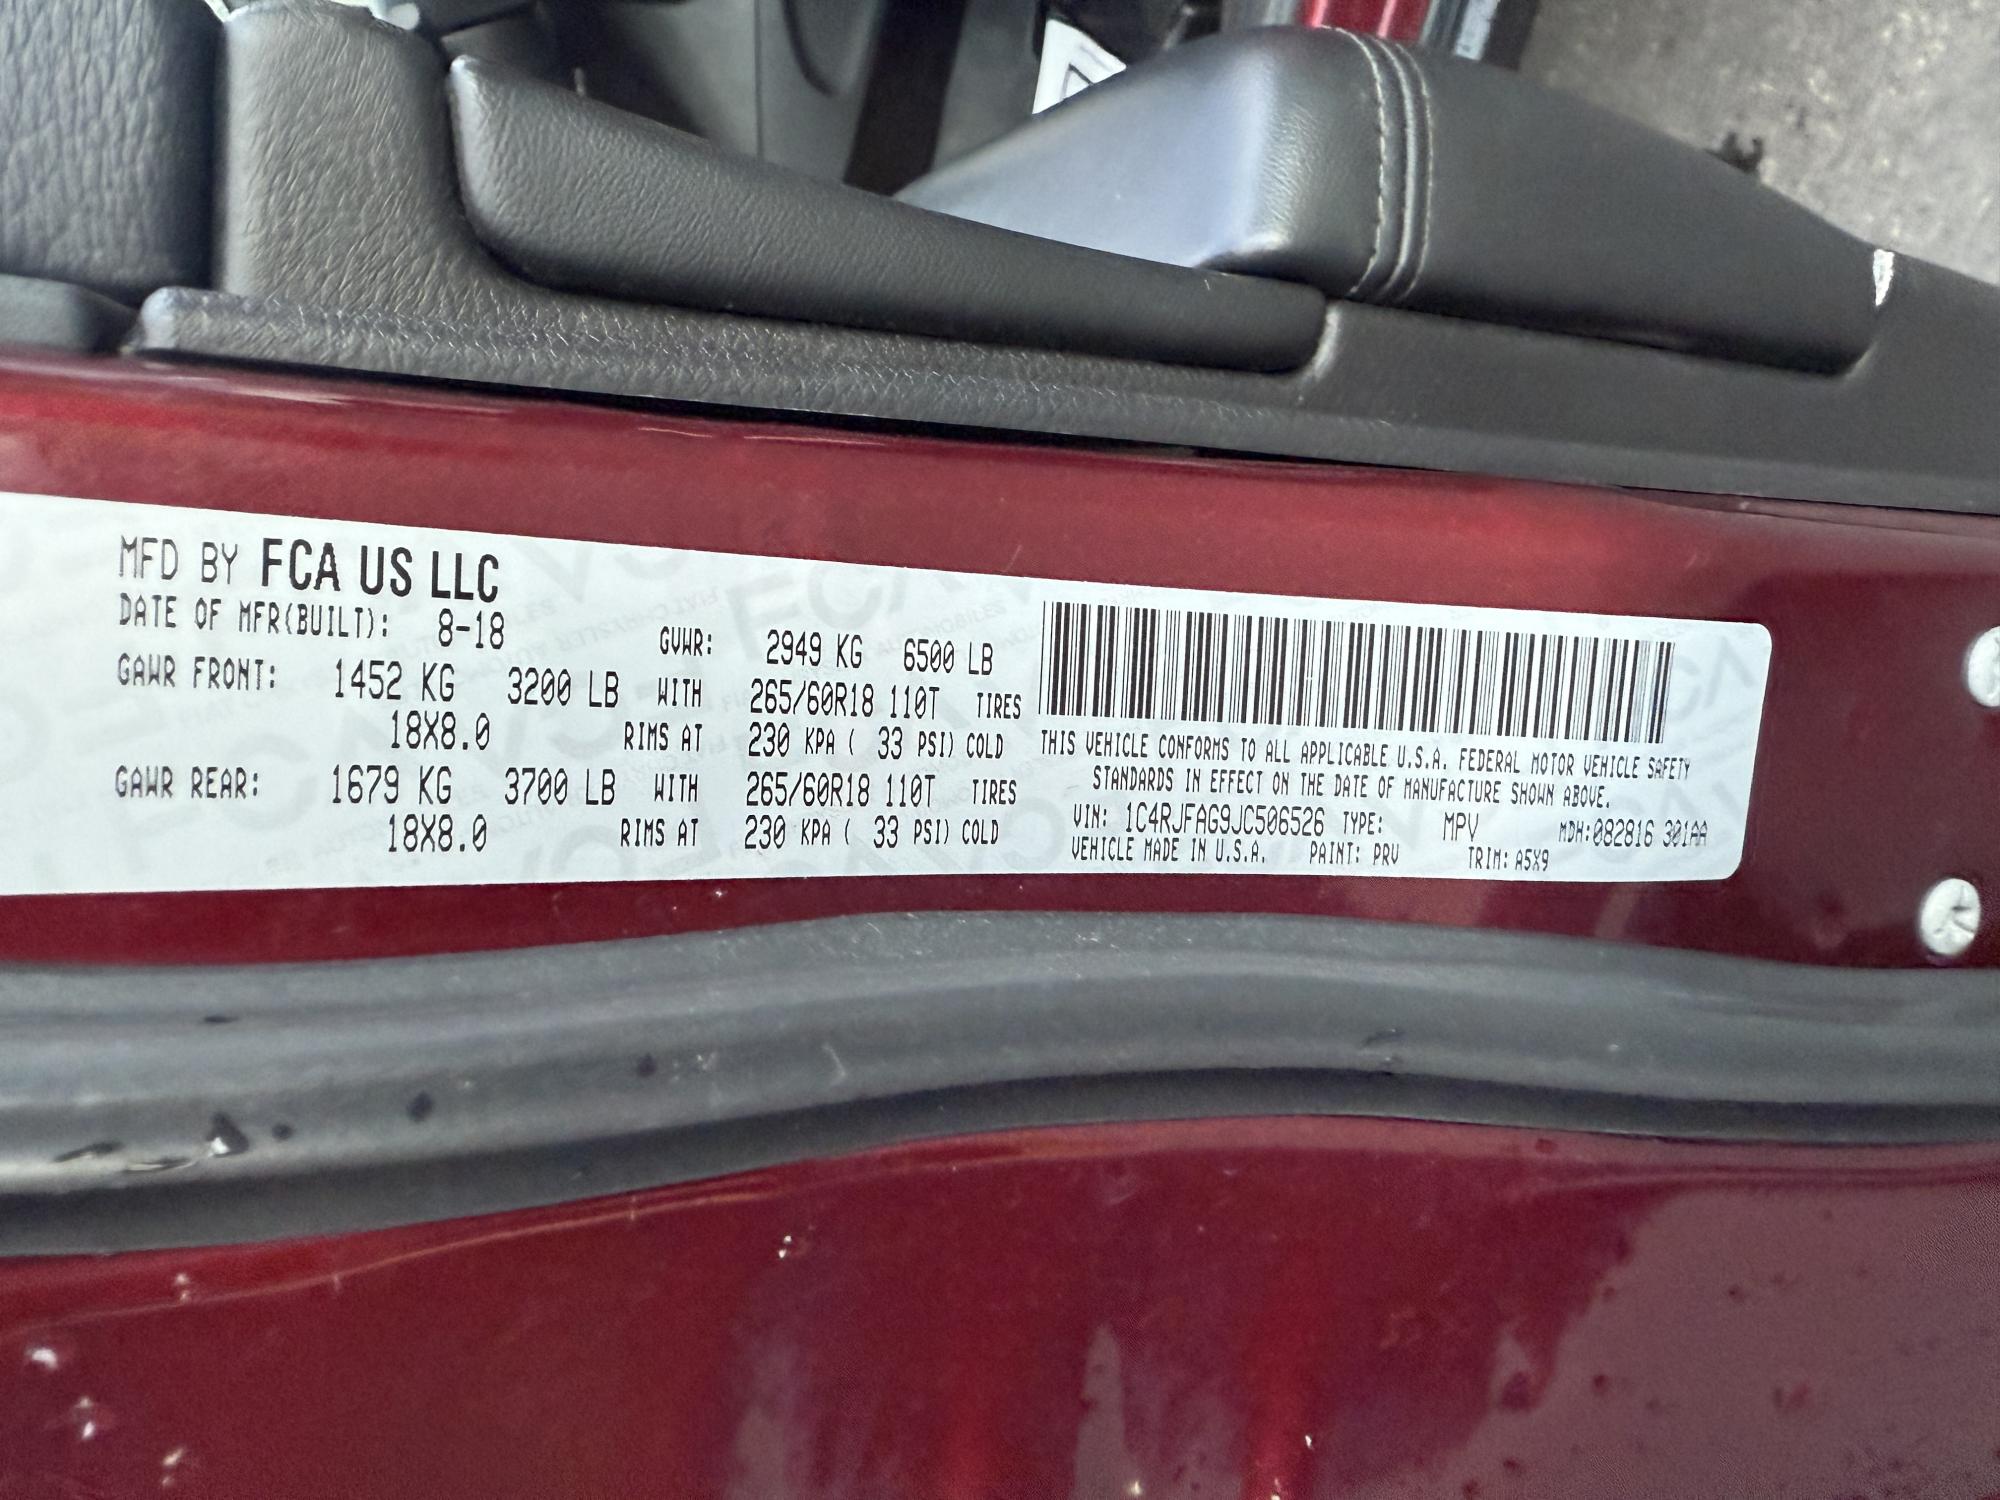 MFD BY FCA US LLC
DATE OF MFR(BUILT): 8-18 GVWR: 2949 KG 6500 LB
GAWR FRONT: 1452 KG 3200 LB WITH 265/60R18 110T TIRES
18X8.0 RIMS AT 230 KPA ( 33 PSI) COLD
GAWR REAR: 1679 KG 3700 LB WITH 265/60R18 110T TIRES
18X8.0 RIMS AT 230 KPA ( 33 PSI) COLD
THIS VEHICLE CONFORMS TO ALL APPLICABLE U.S.A. FEDERAL MOTOR VEHICLE SAFETY
STANDARDS IN EFFECT ON THE DATE OF MANUFACTURE SHOWN ABOVE.
VIN: 1C4RJFAG9JC506526 TYPE: MPV MDH:082816 301AA
VEHICLE MADE IN U.S.A. PAINT: PRV TRIM: A5X9